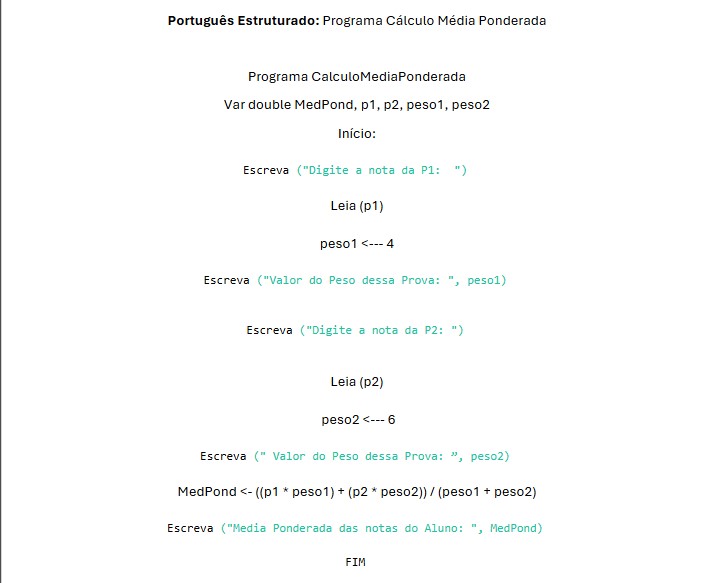 Português Estruturado: Programa Cálculo Média Ponderada
Programa CalculoMediaPonderada
Var double MedPond, p1, p2, peso1, peso2
Início:
Escreva ("Digite a nota da P1:  ")
Leia (p1)
peso1 <--- 4
Escreva ("Valor do Peso dessa Prova: ", peso1)
Escreva ("Digite a nota da P2: ")
Leia (p2)
peso2 <--- 6
Escreva (" Valor do Peso dessa Prova: ”, peso2)
MedPond <- ((p1 * peso1) + (p2 * peso2)) / (peso1 + peso2)
Escreva ("Media Ponderada das notas do Aluno: ", MedPond)
FIM